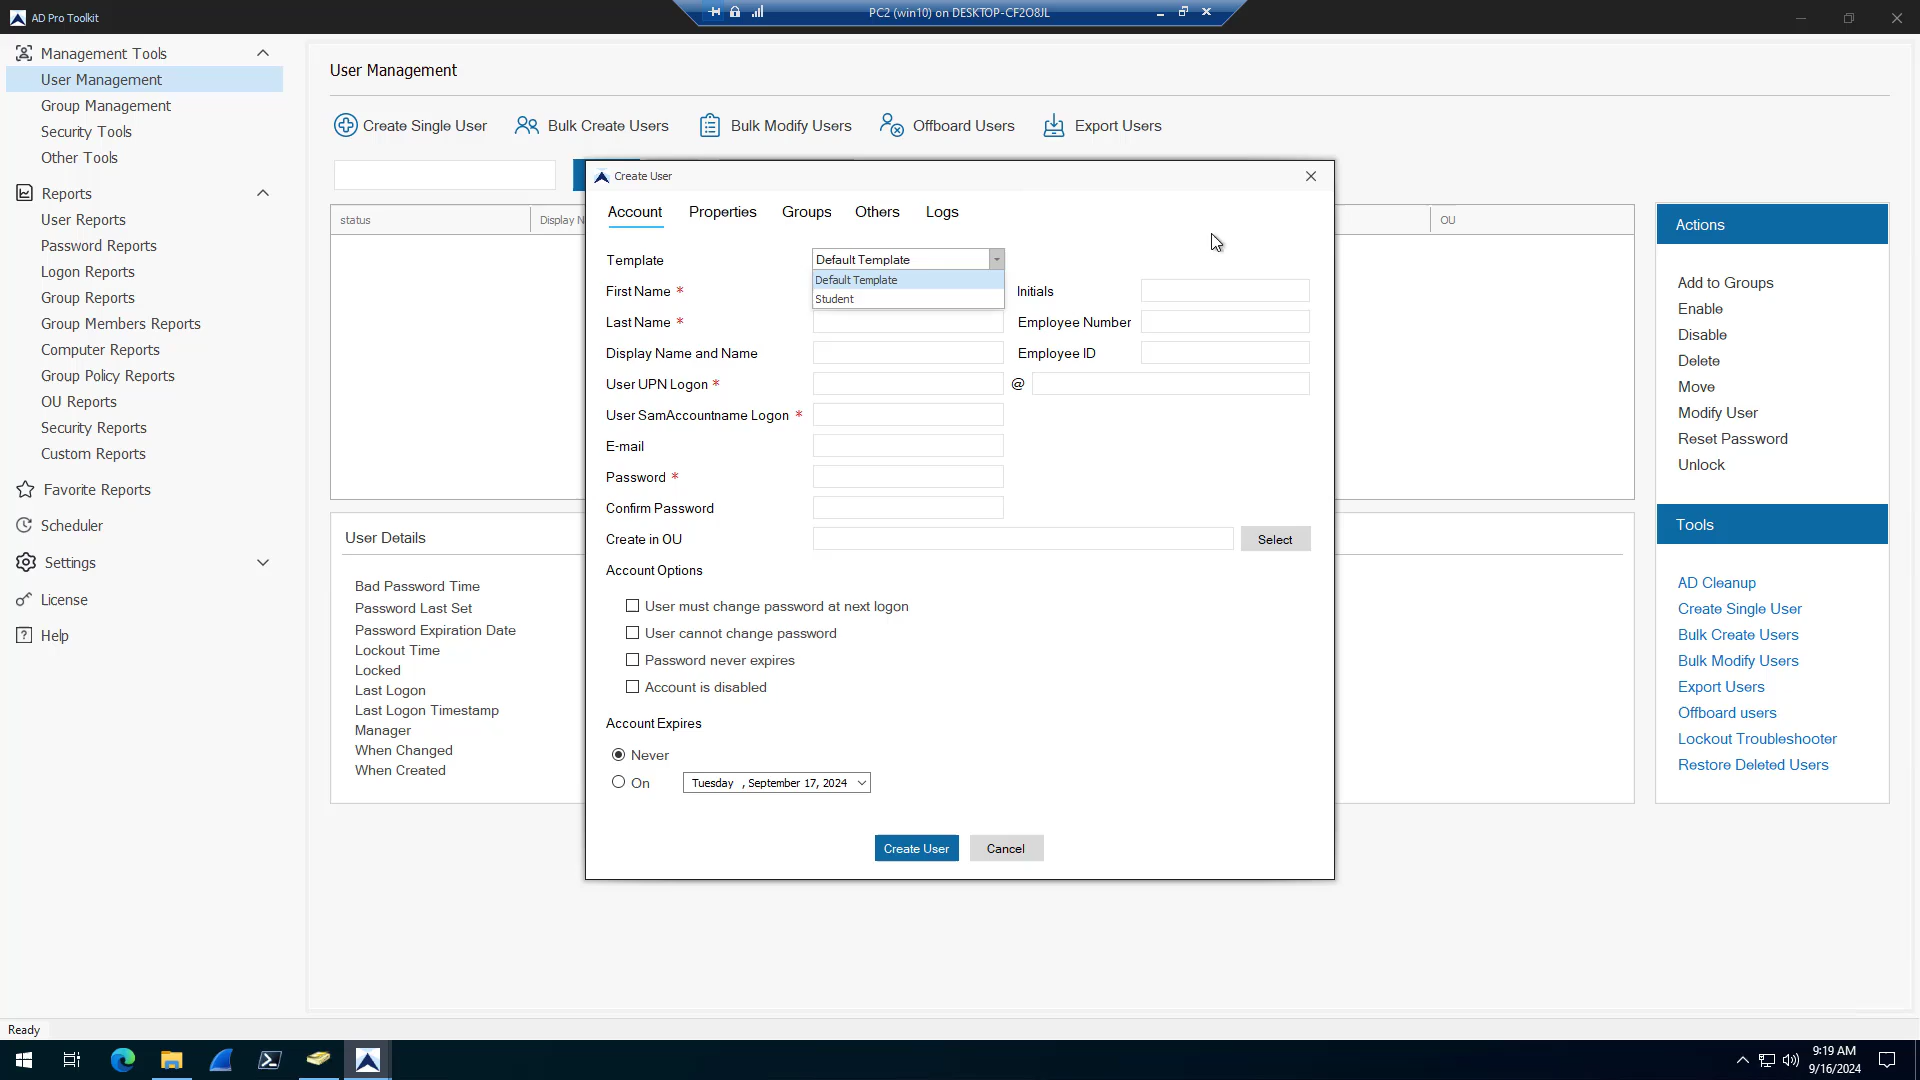 AD Pro Toolkit
PC2 (win10) on DESKTOP-CF2O8JL
Management Tools
User Management
Group Management
Security Tools
Other Tools
Reports
User Reports
Password Reports
Logon Reports
Group Reports
Group Members Reports
Computer Reports
Group Policy Reports
OU Reports
Security Reports
Custom Reports
Favorite Reports
Scheduler
Settings
License
Help
User Management
Create Single User
Bulk Create Users
Bulk Modify Users
Offboard Users
Export Users
status
Display N
OU
User Details
Bad Password Time
Password Last Set
Password Expiration Date
Lockout Time
Locked
Last Logon
Last Logon Timestamp
Manager
When Changed
When Created
Create User
Account
Properties
Groups
Others
Logs
Template
Default Template
Default Template
Student
First Name *
Initials
Last Name *
Employee Number
Display Name and Name
Employee ID
User UPN Logon *
@
User SamAccountname Logon *
E-mail
Password *
Confirm Password
Create in OU
Select
Account Options
User must change password at next logon
User cannot change password
Password never expires
Account is disabled
Account Expires
Never
On
Tuesday , September 17, 2024
Create User
Cancel
Actions
Add to Groups
Enable
Disable
Delete
Move
Modify User
Reset Password
Unlock
Tools
AD Cleanup
Create Single User
Bulk Create Users
Bulk Modify Users
Export Users
Offboard users
Lockout Troubleshooter
Restore Deleted Users
Ready
9:19 AM
9/16/2024